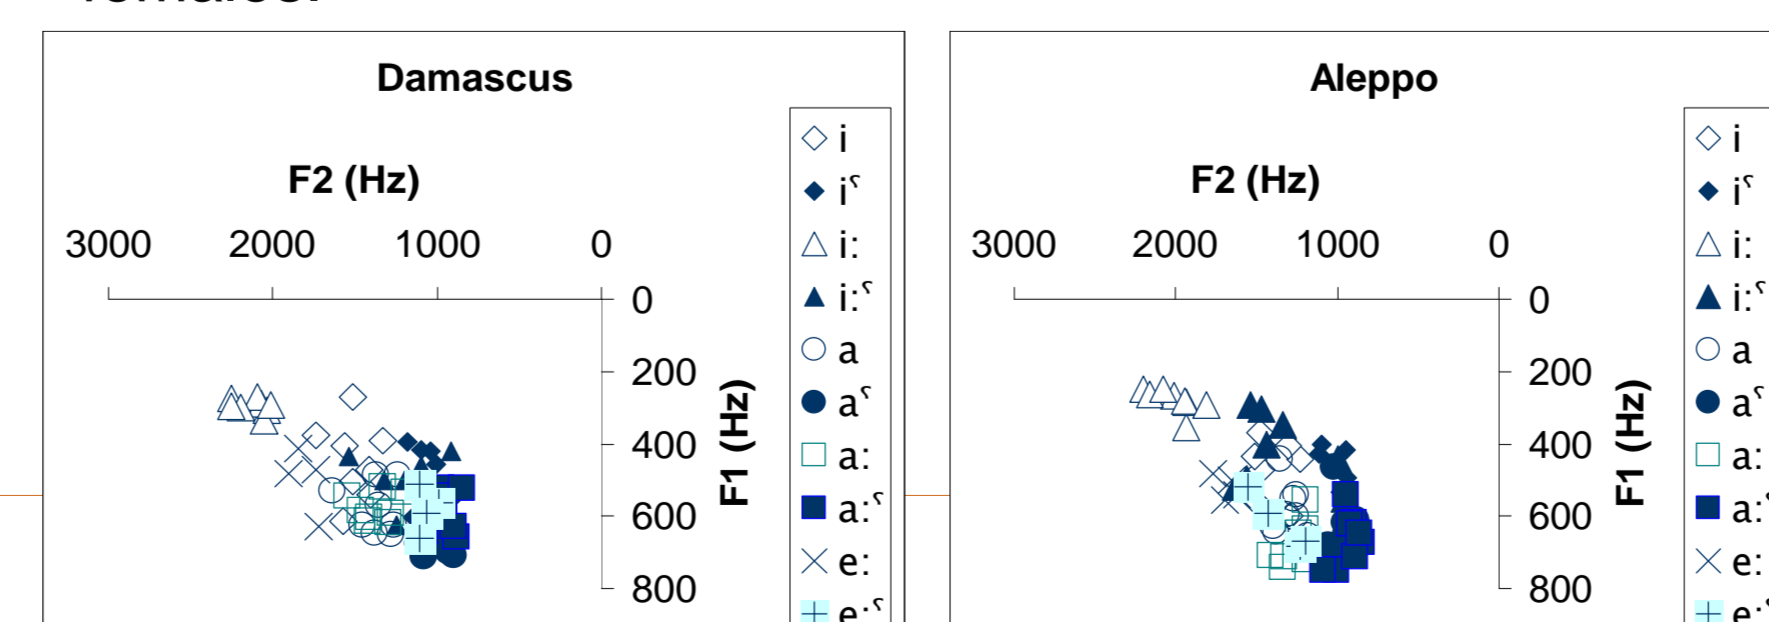 Damascus
F2 (Hz)
3000 2000 1000 0
0
200
400
600
800
F1 (Hz)
i
iˤ
i:
i:ˤ
a
aˤ
a:
a:ˤ
e:
e:ˤ
Aleppo
F2 (Hz)
3000 2000 1000 0
0
200
400
600
800
F1 (Hz)
i
iˤ
i:
i:ˤ
a
aˤ
a:
a:ˤ
e:
e:ˤ